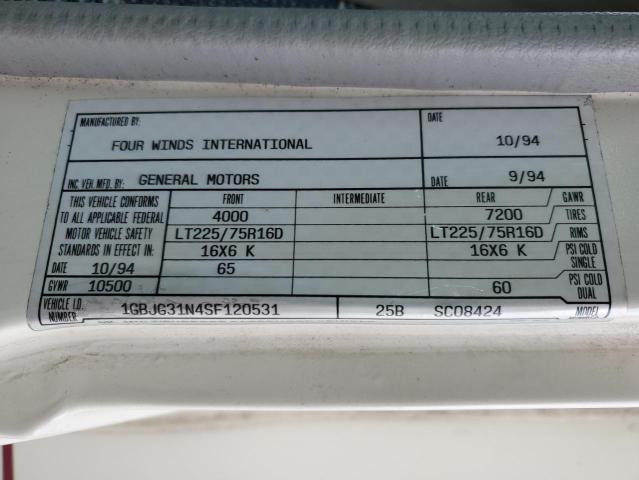 MANUFACTURED BY: DATE
FOUR WINDS INTERNATIONAL 10/94
INC. VEH. MFD. BY: GENERAL MOTORS DATE 9/94
THIS VEHICLE CONFORMS FRONT INTERMEDIATE REAR GAWR
TO ALL APPLICABLE FEDERAL 4000 7200 TIRES
MOTOR VEHICLE SAFETY LT225/75R16D LT225/75R16D RIMS
STANDARDS IN EFFECT IN: 16X6 K 16X6 K PSI COLD SINGLE
DATE 10/94 65
GVWR 10500 60 PSI COLD DUAL
VEHICLE I.D. NUMBER 1GBJG31N4SF120531 25B SC08424 MODEL